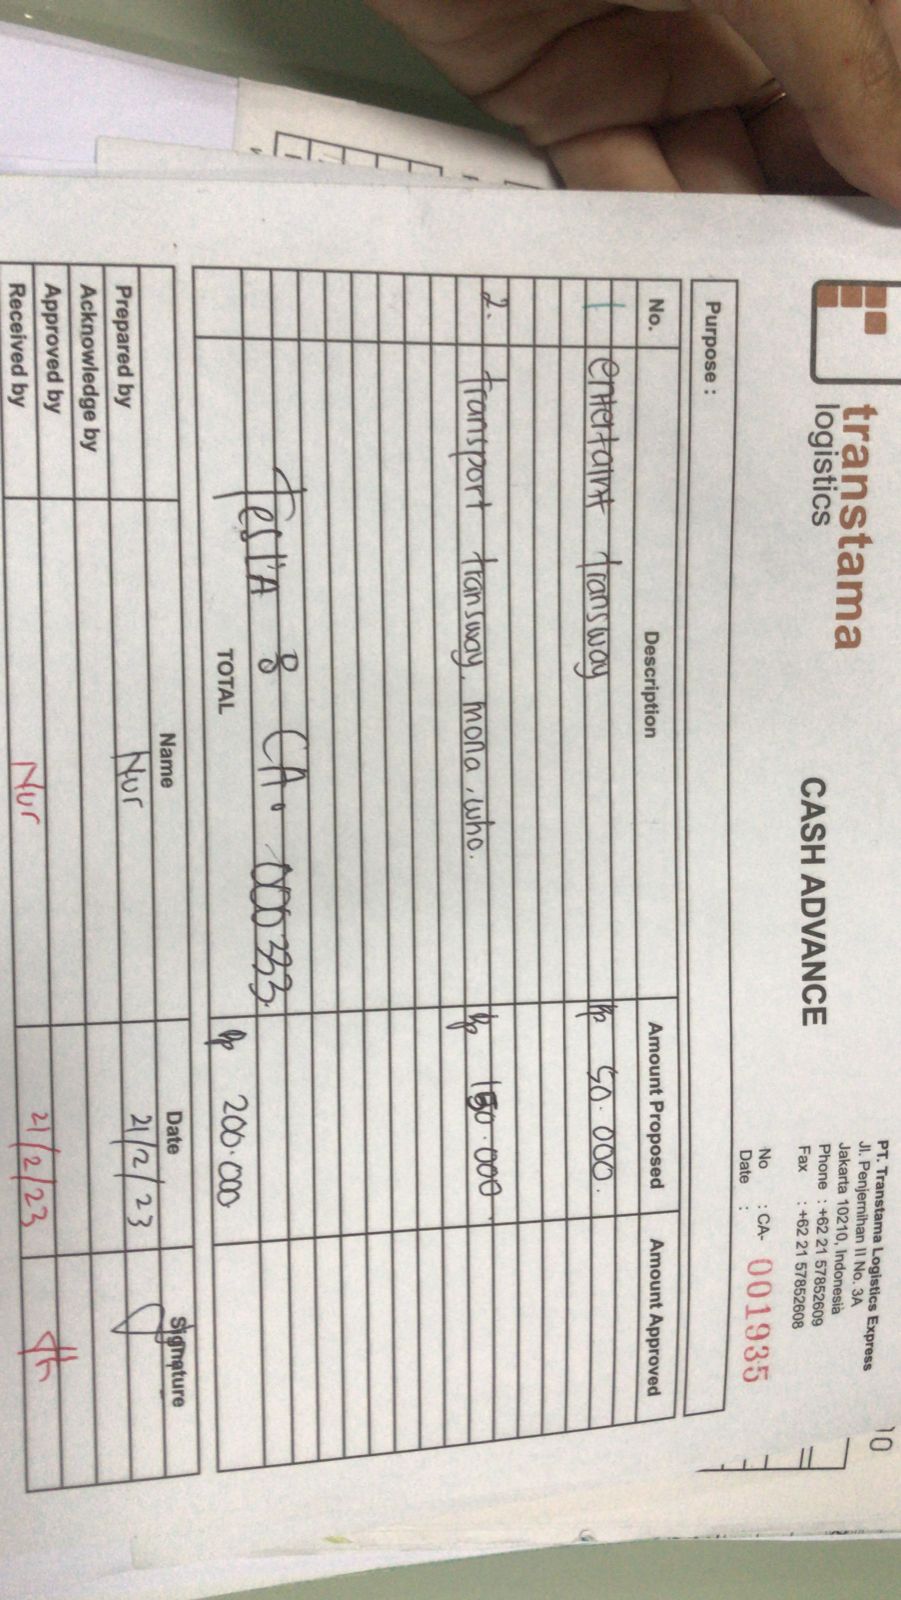 transtama
logistics
CASH ADVANCE
PT. Transtama Logistics Express
Jl. Penjernihan II No. 3A
Jakarta 10210, Indonesia
Phone : +62 21 57852609
Fax : +62 21 57852608
No : CA- 001935
Date :
Purpose :
No. Description Amount Proposed Amount Approved
1 entertaint transway Rp 50.000.
2. transport transway. mona, who. Rp 150.000
: CA. 000333.
TOTAL Rp 200.000
Name Date Signature
Prepared by Nur 21/2/23
Acknowledge by
Approved by
Received by Nur 21/2/23
10